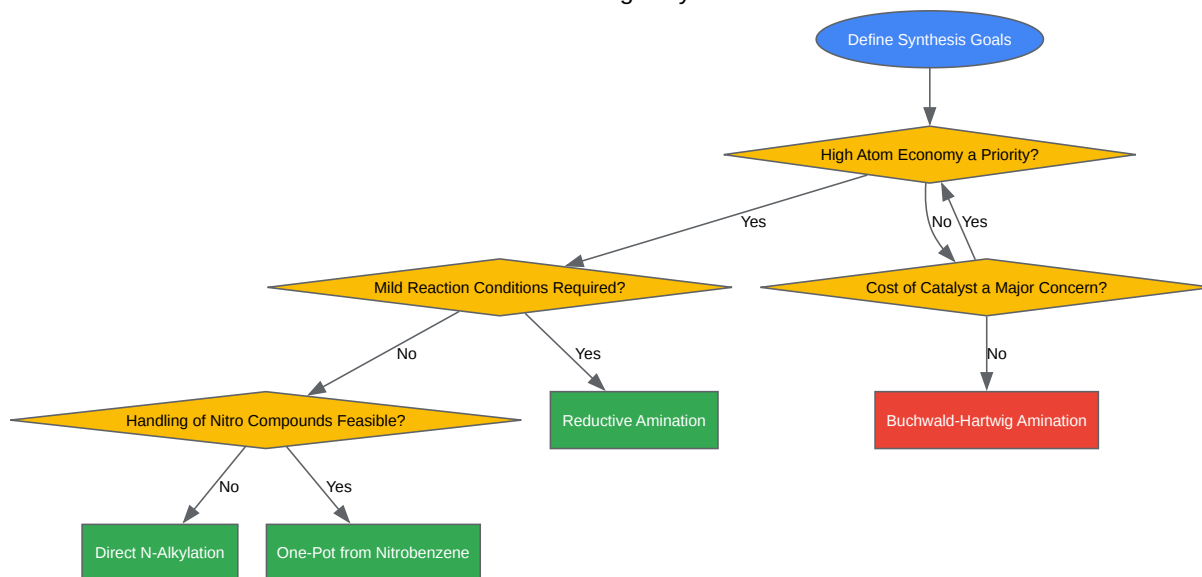 Define Synthesis Goals
High Atom Economy a Priority?
Yes
No
Yes
Mild Reaction Conditions Required?
Cost of Catalyst a Major Concern?
No
Yes
No
Handling of Nitro Compounds Feasible?
Reductive Amination
Buchwald-Hartwig Amination
No
Yes
Direct N-Alkylation
One-Pot from Nitrobenzene